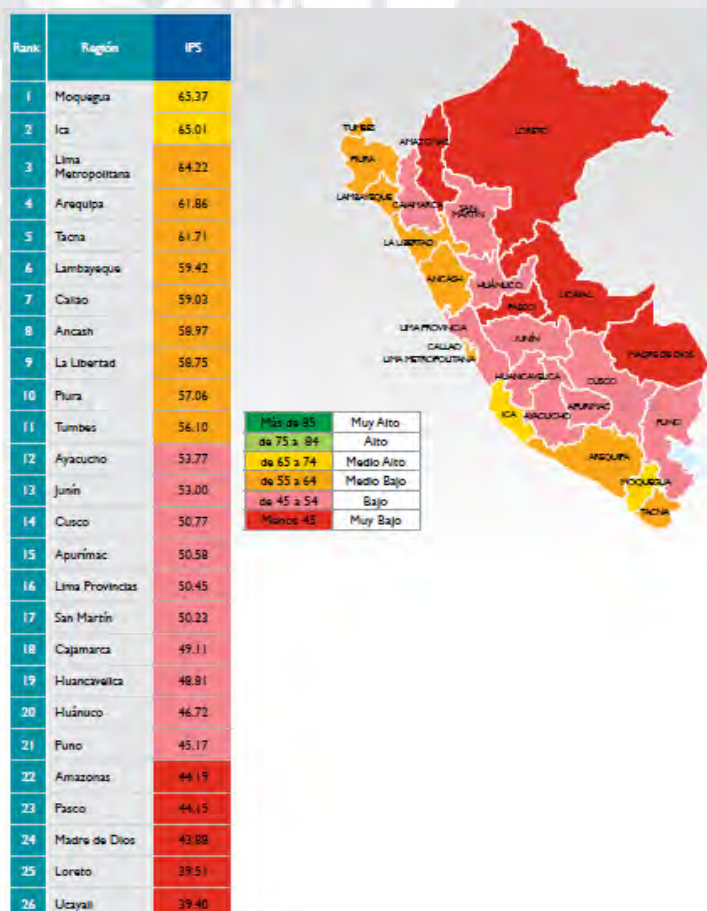 Rank Región IPS
1 Moquegua 65.37
2 Ica 65.01
3 Lima Metropolitana 64.22
4 Arequipa 61.86
5 Tacna 61.71
6 Lambayeque 59.42
7 Callao 59.03
8 Ancash 58.97
9 La Libertad 58.75
10 Piura 57.06
11 Tumbes 56.10
12 Ayacucho 53.77
13 Junín 53.00
14 Cusco 50.77
15 Apurímac 50.58
16 Lima Provincias 50.45
17 San Martín 50.23
18 Cajamarca 49.11
19 Huancavelica 48.81
20 Huánuco 46.72
21 Puno 45.17
22 Amazonas 44.19
23 Pasco 44.15
24 Madre de Dios 43.88
25 Loreto 39.51
26 Ucayali 39.40
Más de 85 Muy Alto
de 75 a 84 Alto
de 65 a 74 Medio Alto
de 55 a 64 Medio Bajo
de 45 a 54 Bajo
Menos 45 Muy Bajo
TUMBES
PIURA
AMAZONAS
LORETO
LAMBAYEQUE
CAJAMARCA
SAN
MARTÍN
LA LIBERTAD
ANCASH
HUÁNUCO
UCAYALI
PASCO
LIMA PROVINCIA
JUNÍN
CALLAO
LIMA METROPOLITANA
MADRE DE DIOS
HUANCAVELICA
CUSCO
ICA
AYACUCHO
APURIMAC
PUNO
AREQUIPA
MOQUEGUA
TACNA